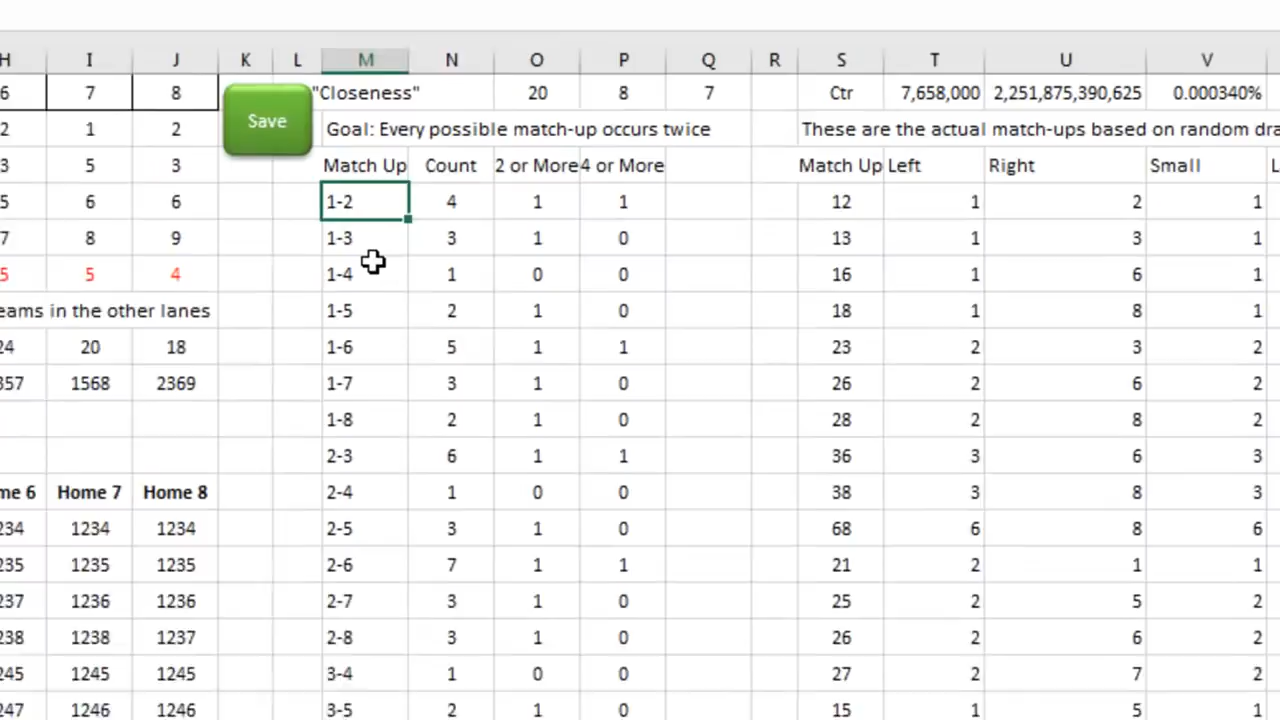 H I J K L M N O P Q R S T U V
6 7 8 "Closeness" 20 8 7 Ctr 7,658,000 2,251,875,390,625 0.000340%
Save
2 1 2 Goal: Every possible match-up occurs twice These are the actual match-ups based on random dra
3 5 3 Match Up Count 2 or More 4 or More Match Up Left Right Small L
5 6 6 1-2 4 1 1 12 1 2 1
7 8 9 1-3 3 1 0 13 1 3 1
5 5 4 1-4 1 0 0 16 1 6 1
eams in the other lanes 1-5 2 1 0 18 1 8 1
24 20 18 1-6 5 1 1 23 2 3 2
357 1568 2369 1-7 3 1 0 26 2 6 2
1-8 2 1 0 28 2 8 2
2-3 6 1 1 36 3 6 3
me 6 Home 7 Home 8 2-4 1 0 0 38 3 8 3
234 1234 1234 2-5 3 1 0 68 6 8 6
235 1235 1235 2-6 7 1 1 21 2 1 1
237 1236 1236 2-7 3 1 0 25 2 5 2
238 1238 1237 2-8 3 1 0 26 2 6 2
245 1245 1245 3-4 1 0 0 27 2 7 2
247 1246 1246 3-5 2 1 0 15 1 5 1